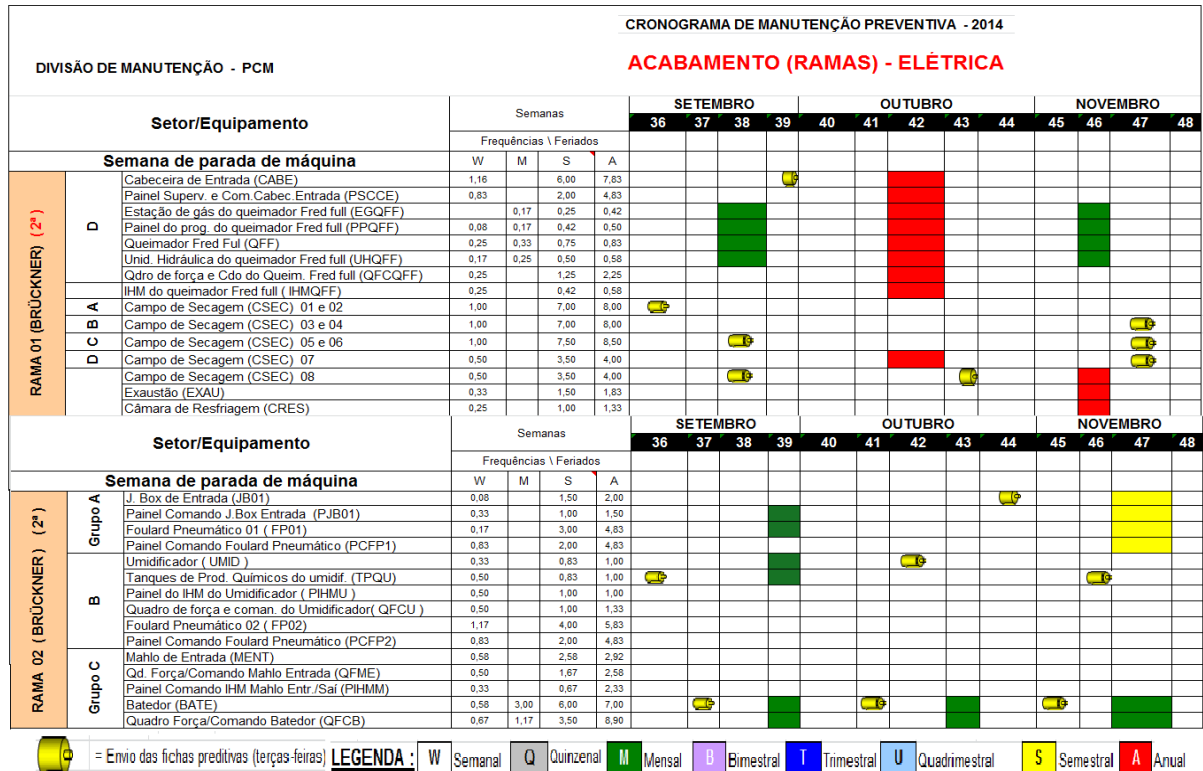 CRONOGRAMA DE MANUTENÇÃO PREVENTIVA - 2014
DIVISÃO DE MANUTENÇÃO - PCM
ACABAMENTO (RAMAS) - ELÉTRICA
Setor/Equipamento Semanas SETEMBRO OUTUBRO NOVEMBRO
36 37 38 39 40 41 42 43 44 45 46 47 48
Frequências \ Feriados
Semana de parada de máquina W M S A
RAMA 01 (BRÜCKNER) (2ª)
D
Cabeceira de Entrada (CABE) 1,16 6,00 7,83
Painel Superv. e Com.Cabec.Entrada (PSCCE) 0,83 2,00 4,83
Estação de gás do queimador Fred full (EGQFF) 0,17 0,25 0,42
Painel do prog. do queimador Fred full (PPQFF) 0,08 0,17 0,42 0,50
Queimador Fred Ful (QFF) 0,25 0,33 0,75 0,83
Unid. Hidráulica do queimador Fred full (UHQFF) 0,17 0,25 0,50 0,58
Qdro de força e Cdo do Queim. Fred full (QFCQFF) 0,25 1,25 2,25
IHM do queimador Fred full ( IHMQFF) 0,25 0,42 0,58
A Campo de Secagem (CSEC) 01 e 02 1,00 7,00 8,00
B Campo de Secagem (CSEC) 03 e 04 1,00 7,00 8,00
C Campo de Secagem (CSEC) 05 e 06 1,00 7,50 8,50
D Campo de Secagem (CSEC) 07 0,50 3,50 4,00
Campo de Secagem (CSEC) 08 0,50 3,50 4,00
Exaustão (EXAU) 0,33 1,50 1,83
Câmara de Resfriagem (CRES) 0,25 1,00 1,33
Setor/Equipamento Semanas SETEMBRO OUTUBRO NOVEMBRO
36 37 38 39 40 41 42 43 44 45 46 47 48
Frequências \ Feriados
Semana de parada de máquina W M S A
RAMA 02 ( BRÜCKNER ) (2ª)
Grupo A
J. Box de Entrada (JB01) 0,08 1,50 2,00
Painel Comando J.Box Entrada (PJB01) 0,33 1,00 1,50
Foulard Pneumático 01 ( FP01) 0,17 3,00 4,83
Painel Comando Foulard Pneumático (PCFP1) 0,83 2,00 4,83
B
Umidificador ( UMID ) 0,33 0,83 1,00
Tanques de Prod. Químicos do umidif. (TPQU) 0,50 0,83 1,00
Painel do IHM do Umidificador ( PIHMU ) 0,50 1,00 1,00
Quadro de força e coman. do Umidificador( QFCU ) 0,50 1,00 1,33
Foulard Pneumático 02 ( FP02) 1,17 4,00 5,83
Painel Comando Foulard Pneumático (PCFP2) 0,83 2,00 4,83
Grupo C
Mahlo de Entrada (MENT) 0,58 2,58 2,92
Qd. Força/Comando Mahlo Entrada (QFME) 0,50 1,67 2,58
Painel Comando IHM Mahlo Entr./Saí (PIHMM) 0,33 0,67 2,33
Batedor (BATE) 0,58 3,00 6,00 7,00
Quadro Força/Comando Batedor (QFCB) 0,67 1,17 3,50 8,90
= Envio das fichas preditivas (terças-feiras) LEGENDA : W Semanal Q Quinzenal M Mensal B Bimestral T Trimestral U Quadrimestral S Semestral A Anual